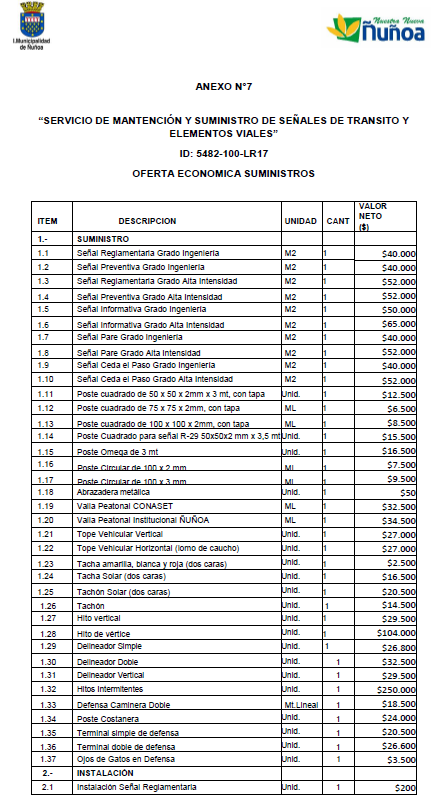 I.Municipalidad
de Ñuñoa
Nuestra Nueva
Ñuñoa
ANEXO N°7
“SERVICIO DE MANTENCIÓN Y SUMINISTRO DE SEÑALES DE TRANSITO Y
ELEMENTOS VIALES”
ID: 5482-100-LR17
OFERTA ECONOMICA SUMINISTROS
ITEM DESCRIPCION UNIDAD CANT VALOR NETO ($)
1.- SUMINISTRO
1.1 Señal Reglamentaria Grado Ingeniería M2 1 $40.000
1.2 Señal Preventiva Grado Ingeniería M2 1 $40.000
1.3 Señal Reglamentaria Grado Alta Intensidad M2 1 $52.000
1.4 Señal Preventiva Grado Alta Intensidad M2 1 $52.000
1.5 Señal Informativa Grado Ingeniería M2 1 $50.000
1.6 Señal Informativa Grado Alta Intensidad M2 1 $65.000
1.7 Señal Pare Grado Ingeniería M2 1 $40.000
1.8 Señal Pare Grado Alta Intensidad M2 1 $52.000
1.9 Señal Ceda el Paso Grado Ingeniería M2 1 $40.000
1.10 Señal Ceda el Paso Grado Alta Intensidad M2 1 $52.000
1.11 Poste cuadrado de 50 x 50 x 2mm x 3 mt, con tapa Unid. 1 $12.500
1.12 Poste cuadrado de 75 x 75 x 2mm, con tapa ML 1 $6.500
1.13 Poste cuadrado de 100 x 100 x 2mm, con tapa ML 1 $8.500
1.14 Poste Cuadrado para señal R-29 50x50x2 mm x 3,5 mt Unid. 1 $15.500
1.15 Poste Omega de 3 mt Unid. 1 $16.500
1.16 Poste Circular de 100 x 2 mm ML 1 $7.500
1.17 Poste Circular de 100 x 3 mm ML 1 $9.500
1.18 Abrazadera metálica Unid. 1 $50
1.19 Valla Peatonal CONASET ML 1 $32.500
1.20 Valla Peatonal Institucional ÑUÑOA ML 1 $34.500
1.21 Tope Vehicular Vertical Unid. 1 $27.000
1.22 Tope Vehicular Horizontal (lomo de caucho) Unid. 1 $27.000
1.23 Tacha amarilla, blanca y roja (dos caras) Unid. 1 $2.500
1.24 Tacha Solar (dos caras) Unid. 1 $16.500
1.25 Tachón Solar (dos caras) Unid. 1 $20.500
1.26 Tachón Unid. 1 $14.500
1.27 Hito vertical Unid. 1 $29.500
1.28 Hito de vértice Unid. 1 $104.000
1.29 Delineador Simple Unid. 1 $26.800
1.30 Delineador Doble Unid. 1 $32.500
1.31 Delineador Vertical Unid. 1 $29.500
1.32 Hitos Intermitentes Unid. 1 $250.000
1.33 Defensa Caminera Doble Mt.Lineal 1 $18.500
1.34 Poste Costanera Unid. 1 $24.000
1.35 Terminal simple de defensa Unid. 1 $20.500
1.36 Terminal doble de defensa Unid. 1 $26.600
1.37 Ojos de Gatos en Defensa Unid. 1 $3.500
2.- INSTALACIÓN
2.1 Instalación Señal Reglamentaria Unid. 1 $200